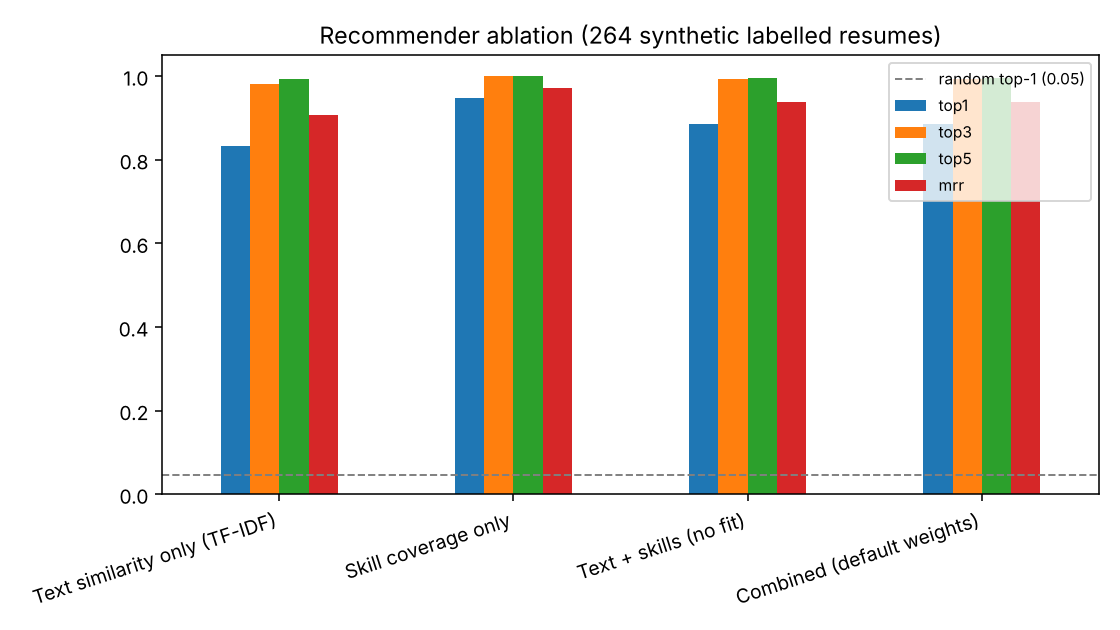 Recommender ablation (264 synthetic labelled resumes)
1.0
0.8
0.6
0.4
0.2
0.0
random top-1 (0.05)
top1
top3
top5
mrr
Text similarity only (TF-IDF)
Skill coverage only
Text + skills (no fit)
Combined (default weights)